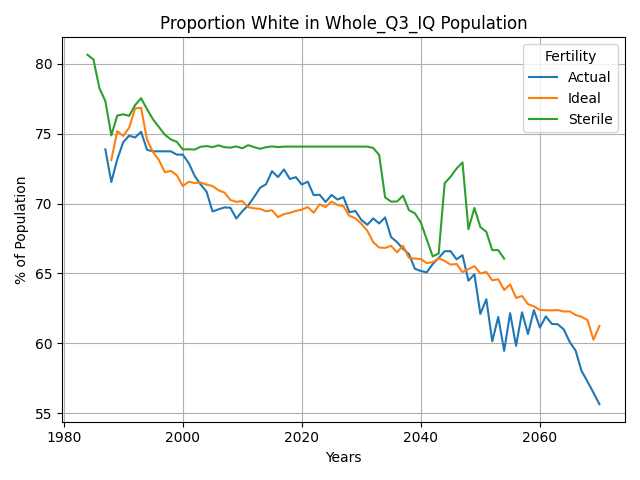 Proportion White in Whole_Q3_IQ Population
% of Population
80
75
70
65
60
55
Fertility
Actual
Ideal
Sterile
1980
2000
2020
2040
2060
Years